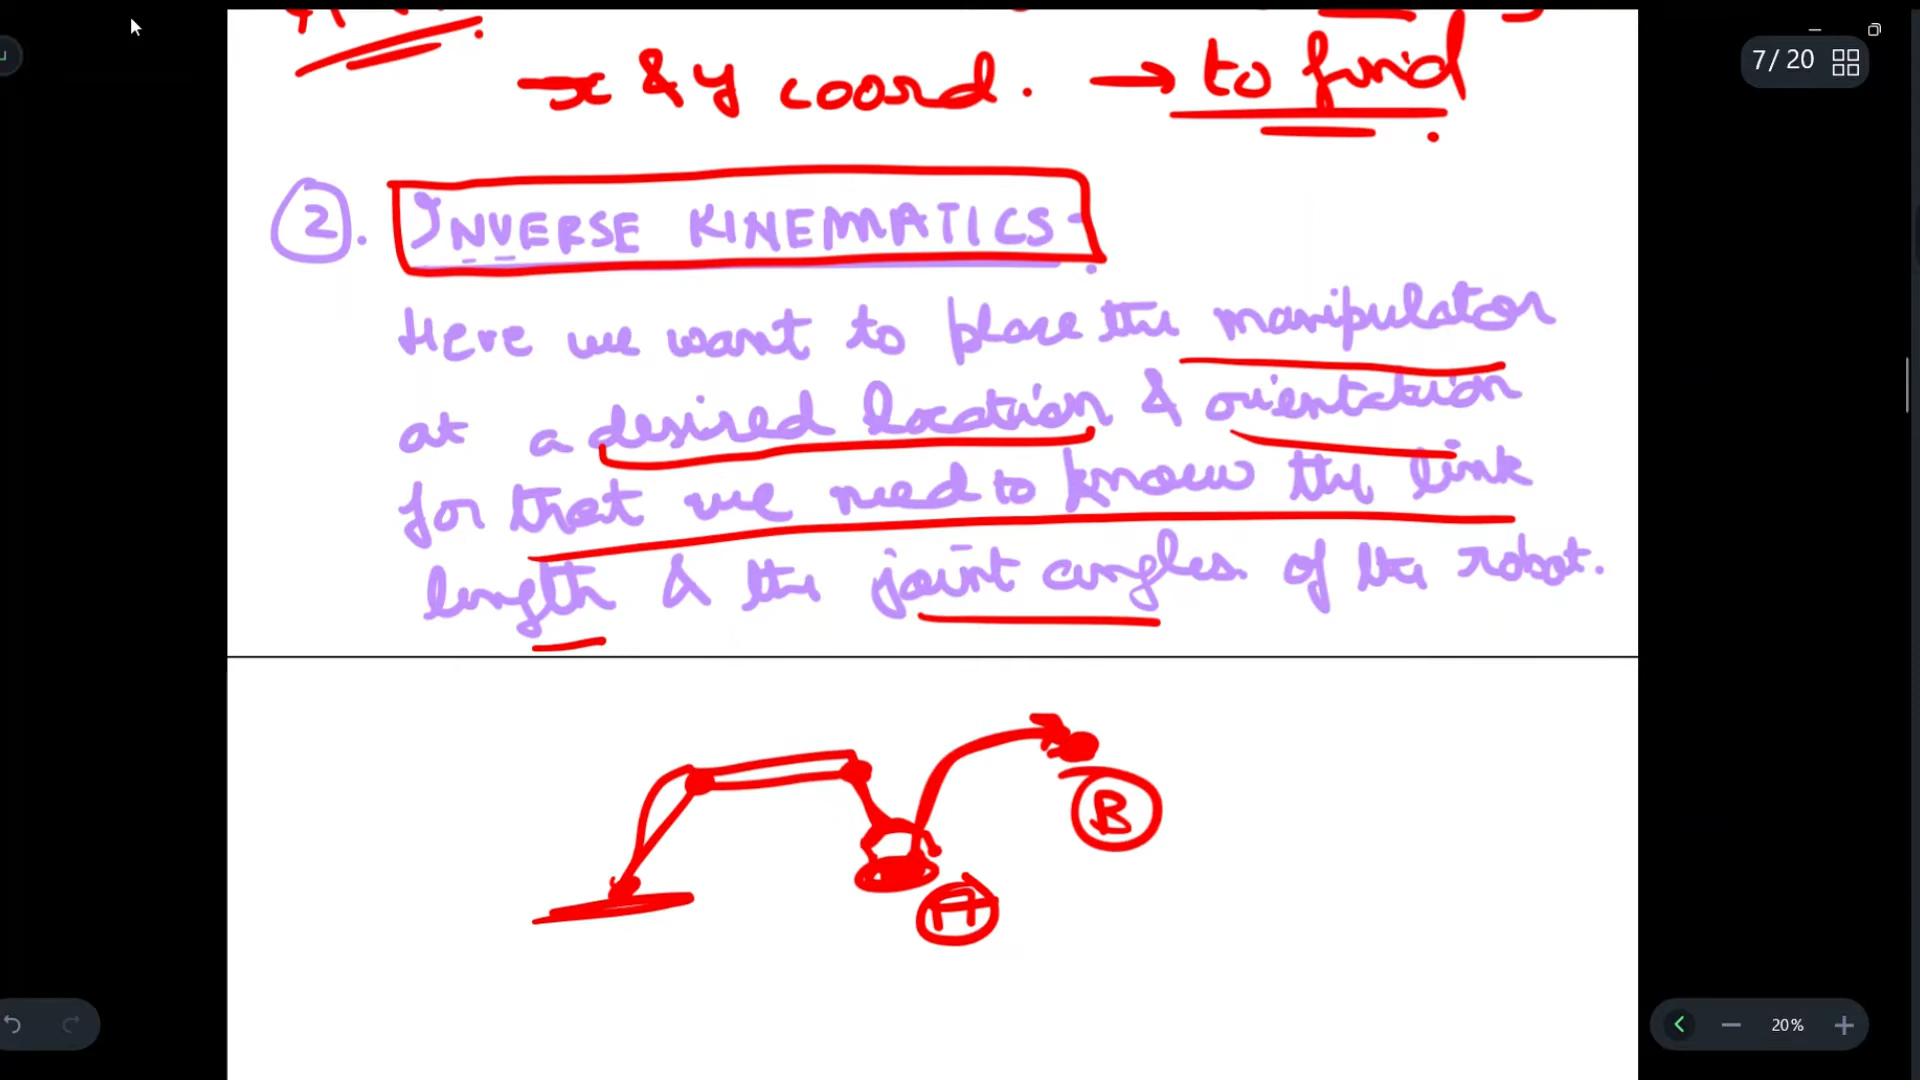 7/ 20
x & y coord. → to find.
②. INVERSE KINEMATICS-
Here we want to place the manipulator
at a desired location & orientation
for that we need to know the link
length & the joint angles of the robot.
B
A
20%